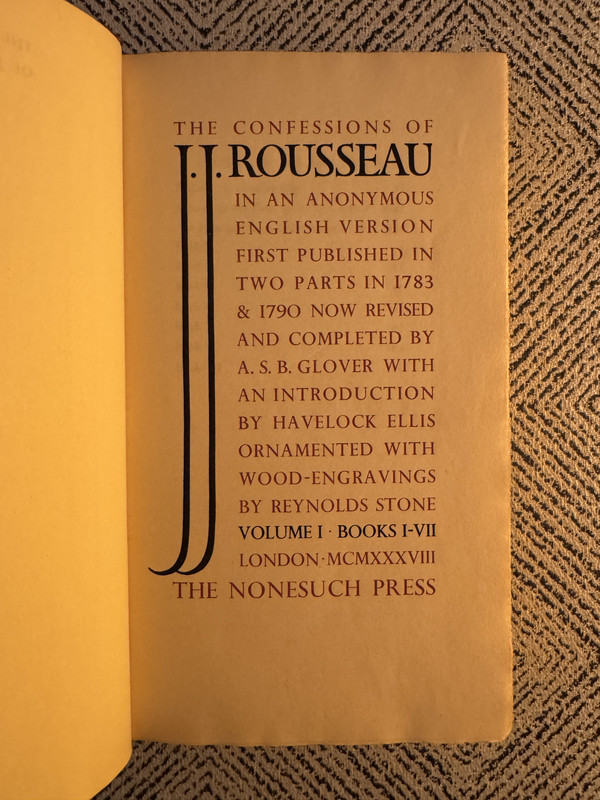 THE CONFESSIONS OF
J.J. ROUSSEAU
IN AN ANONYMOUS
ENGLISH VERSION
FIRST PUBLISHED IN
TWO PARTS IN 1783
& 1790 NOW REVISED
AND COMPLETED BY
A. S. B. GLOVER WITH
AN INTRODUCTION
BY HAVELOCK ELLIS
ORNAMENTED WITH
WOOD-ENGRAVINGS
BY REYNOLDS STONE
VOLUME I · BOOKS I-VII
LONDON · MCMXXXVIII
THE NONESUCH PRESS